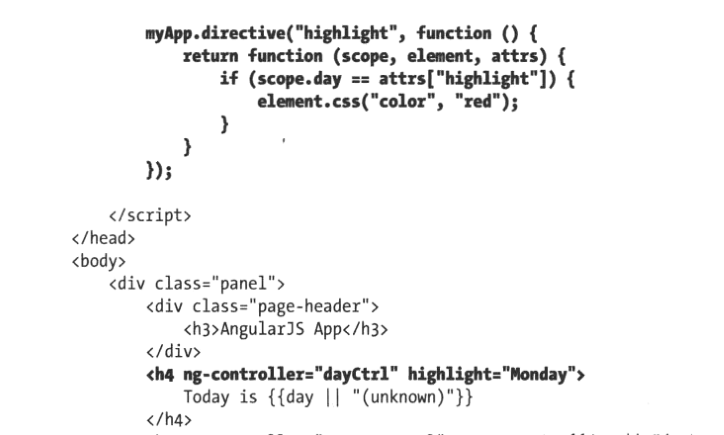 myApp.directive("highlight", function () {
return function (scope, element, attrs) {
if (scope.day == attrs["highlight"]) {
element.css("color", "red");
}
}
});
</script>
</head>
<body>
<div class="panel">
<div class="page-header">
<h3>AngularJS App</h3>
</div>
<h4 ng-controller="dayCtrl" highlight="Monday">
Today is {{day || "(unknown)"}}
</h4>